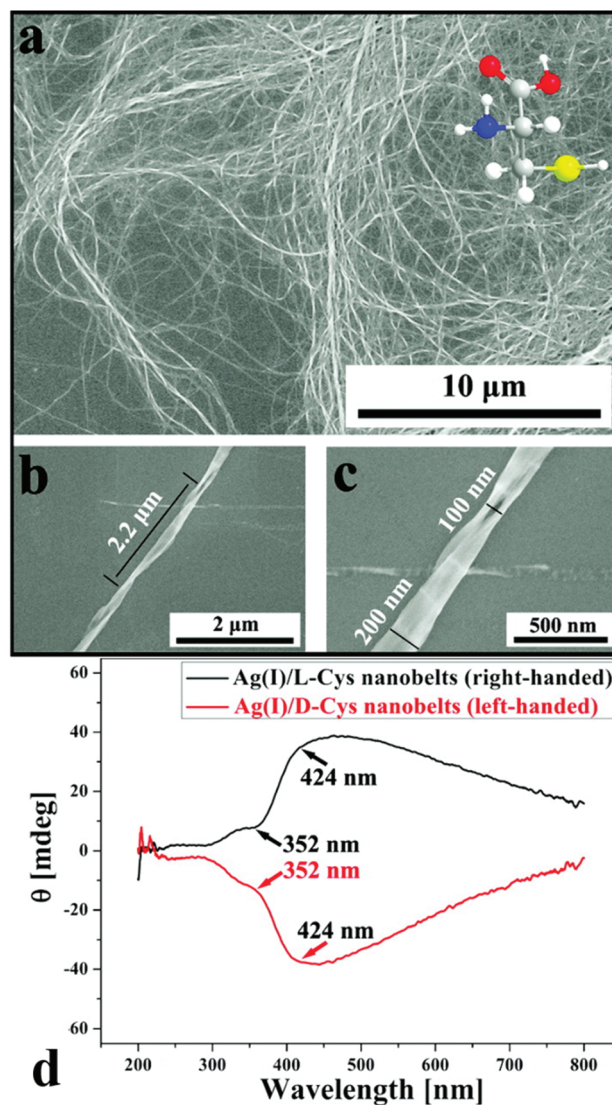 a
10 μm
b
2.2 μm
2 μm
c
100 nm
200 nm
500 nm
60
40
20
0
-20
-40
-60
θ [mdeg]
Ag(I)/L-Cys nanobelts (right-handed)
Ag(I)/D-Cys nanobelts (left-handed)
424 nm
352 nm
352 nm
424 nm
200 300 400 500 600 700 800
Wavelength [nm]
d